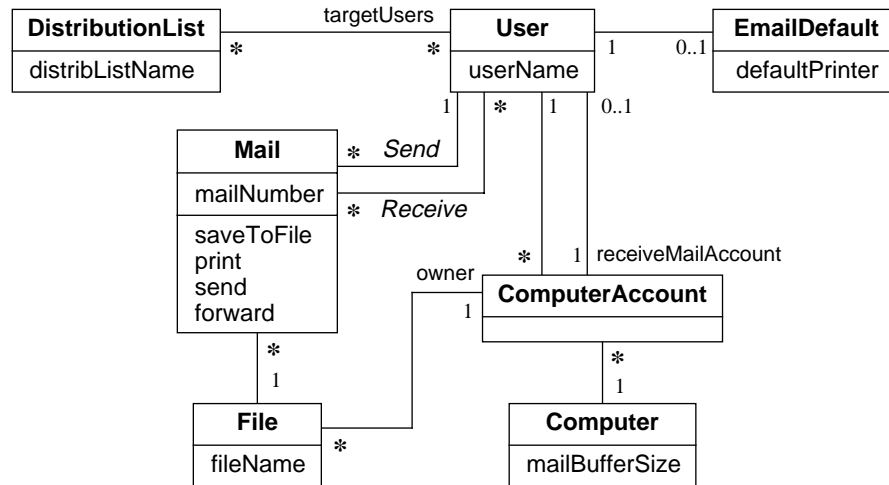 targetUsers
DistributionList
User
EmailDefault
* *
1 0..1
distribListName
userName
defaultPrinter
1 * 1 0..1
Mail
* Send
mailNumber
* Receive
saveToFile
print
send
forward
* 1 receiveMailAccount
owner
ComputerAccount
1
*
1
*
1
File
Computer
*
fileName
mailBufferSize